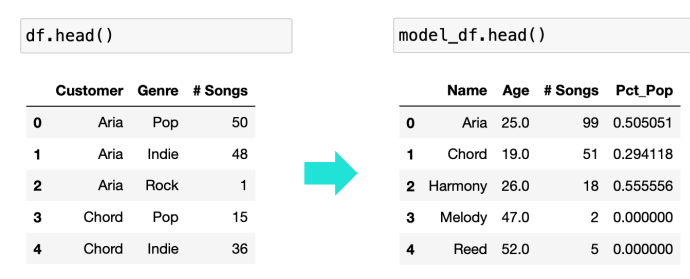 df.head()
Customer Genre # Songs
0 Aria Pop 50
1 Aria Indie 48
2 Aria Rock 1
3 Chord Pop 15
4 Chord Indie 36
model_df.head()
Name Age # Songs Pct_Pop
0 Aria 25.0 99 0.505051
1 Chord 19.0 51 0.294118
2 Harmony 26.0 18 0.555556
3 Melody 47.0 2 0.000000
4 Reed 52.0 5 0.000000